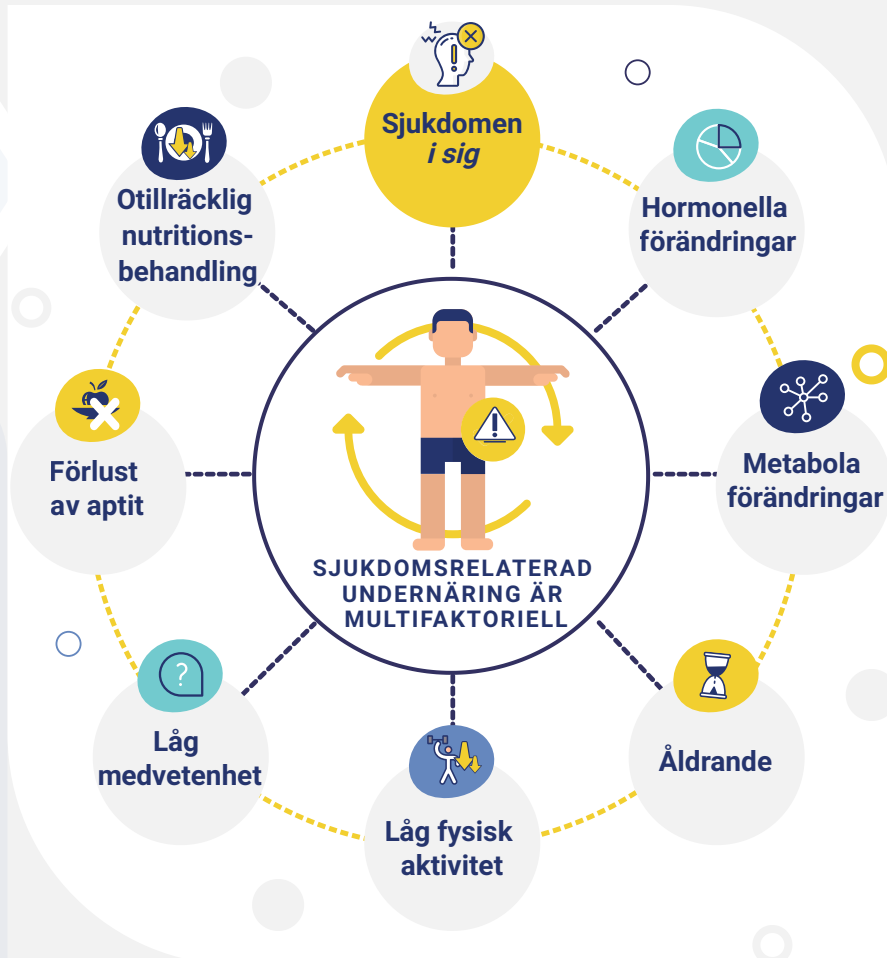 Sjukdomen
i sig
Hormonella
förändringar
Metabola
förändringar
Åldrande
Låg fysisk
aktivitet
Låg
medvetenhet
Förlust
av aptit
Otillräcklig
nutritions-
behandling
SJUKDOMSRELATERAD
UNDERNÄRING ÄR
MULTIFAKTORIELL